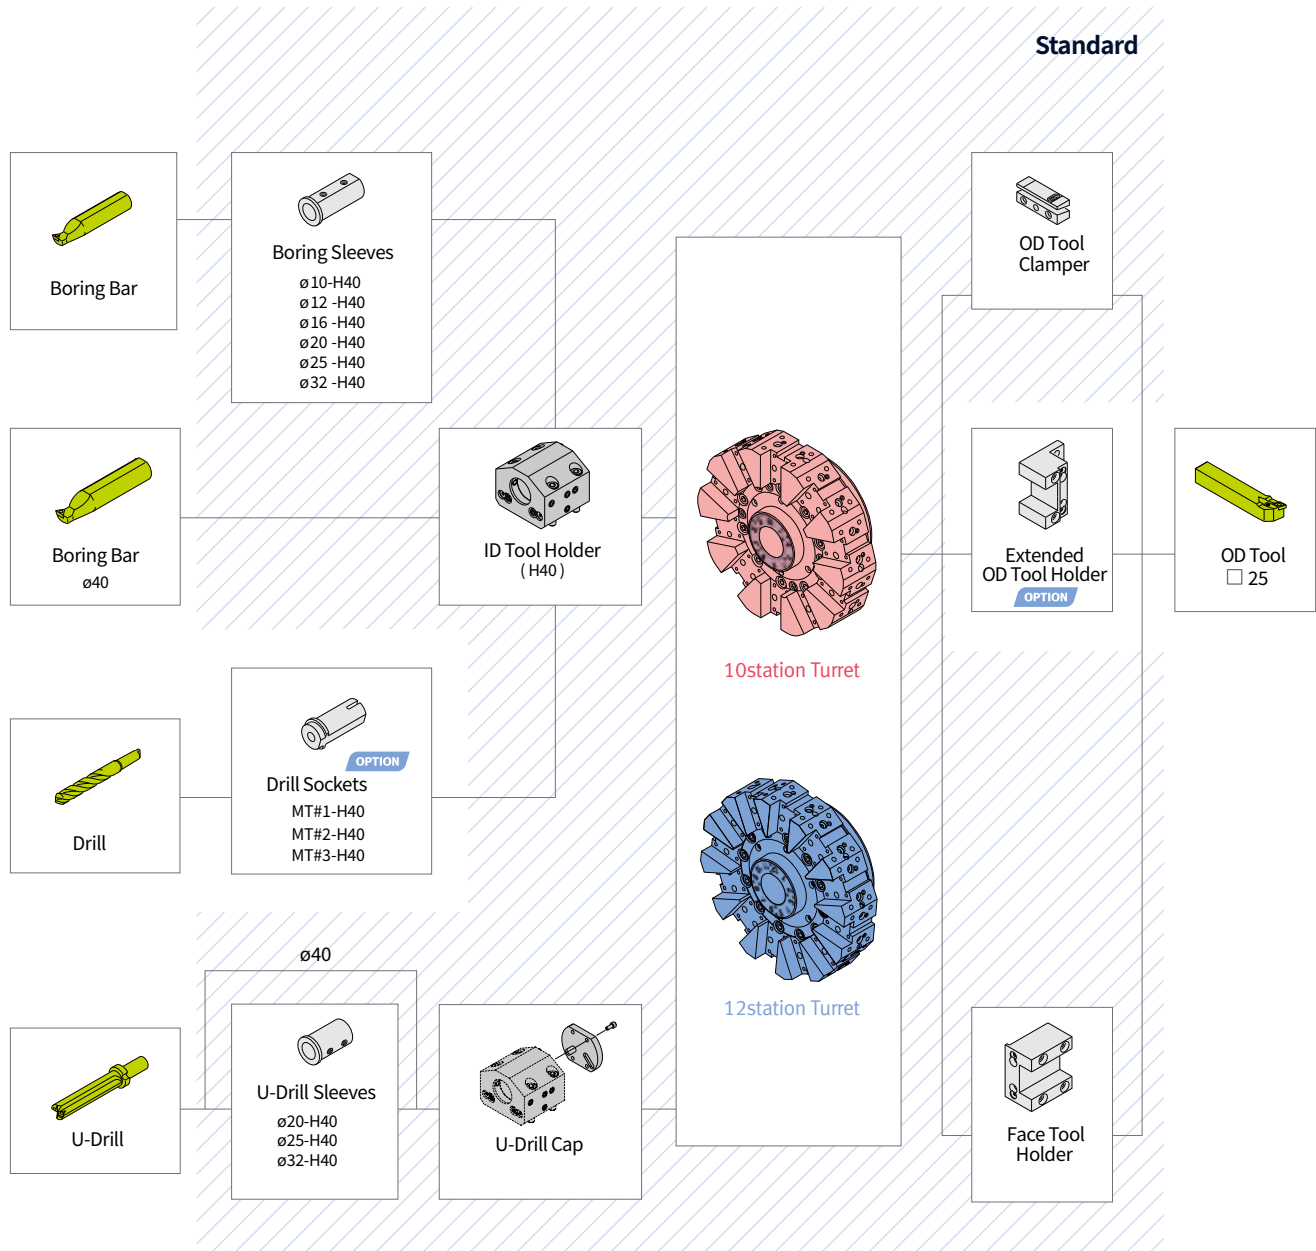 Standard
Boring Bar
Boring Sleeves
ø10-H40
ø12 -H40
ø16 -H40
ø20 -H40
ø25 -H40
ø32 -H40
OD Tool
Clamper
Boring Bar
ø40
ID Tool Holder
( H40 )
10station Turret
Extended
OD Tool Holder
OPTION
OD Tool
□ 25
Drill
OPTION
Drill Sockets
MT#1-H40
MT#2-H40
MT#3-H40
12station Turret
ø40
U-Drill
U-Drill Sleeves
ø20-H40
ø25-H40
ø32-H40
U-Drill Cap
Face Tool
Holder